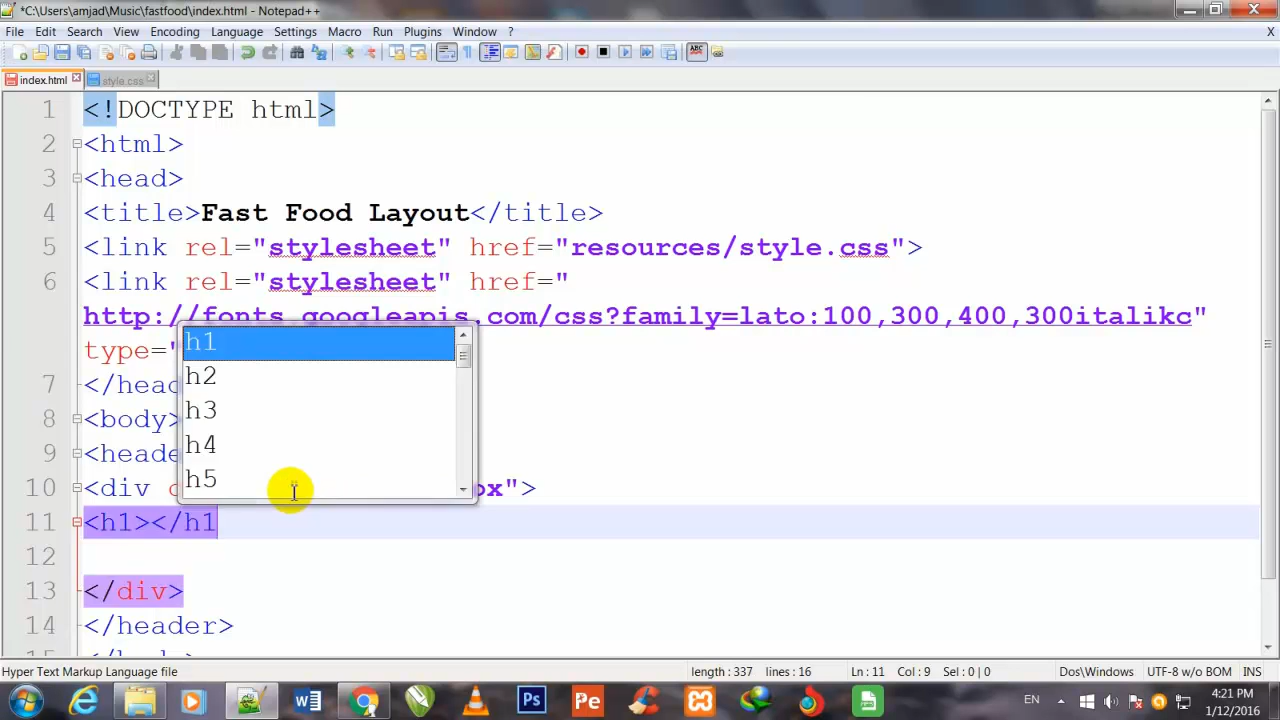 *C:\Users\amjad\Music\fastfood\index.html - Notepad++
File Edit Search View Encoding Language Settings Macro Run Plugins Window ? X
index.html style.css
1 <!DOCTYPE html>
2 <html>
3 <head>
4 <title>Fast Food Layout</title>
5 <link rel="stylesheet" href="resources/style.css">
6 <link rel="stylesheet" href="
http://fonts.googleapis.com/css?family=lato:100,300,400,300italikc"
type="
h1
h2
h3
h4
h5
7 </head
8 <body>
9 <heade
10 <div ox">
11 <h1></h1
12
13 </div>
14 </header>
Hyper Text Markup Language file length : 337 lines : 16 Ln : 11 Col : 9 Sel : 0 | 0 Dos\Windows UTF-8 w/o BOM INS
W Ps Pe EN 4:21 PM
1/12/2016